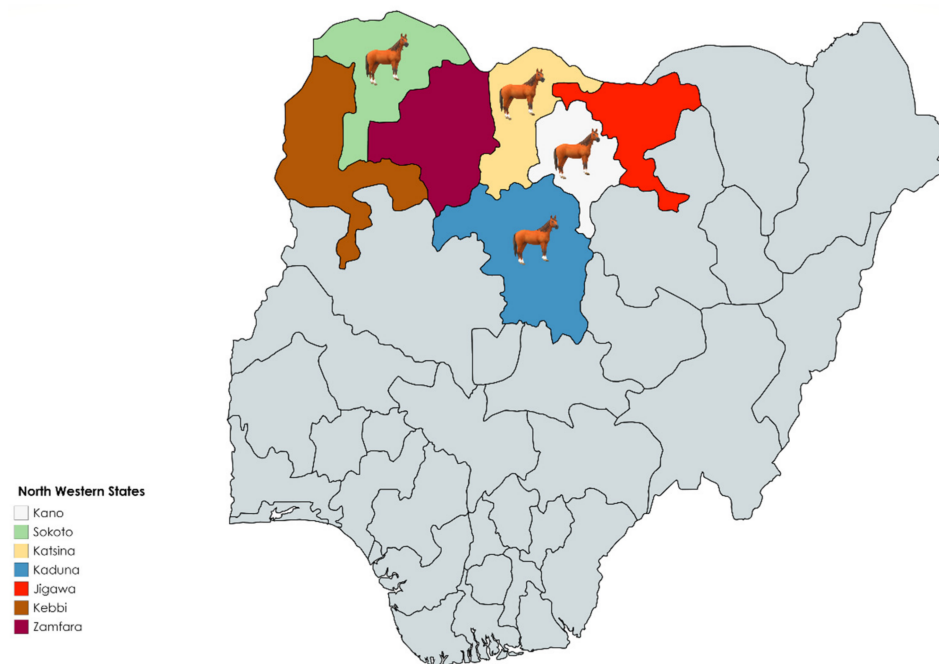 North Western States
Kano
Sokoto
Katsina
Kaduna
Jigawa
Kebbi
Zamfara